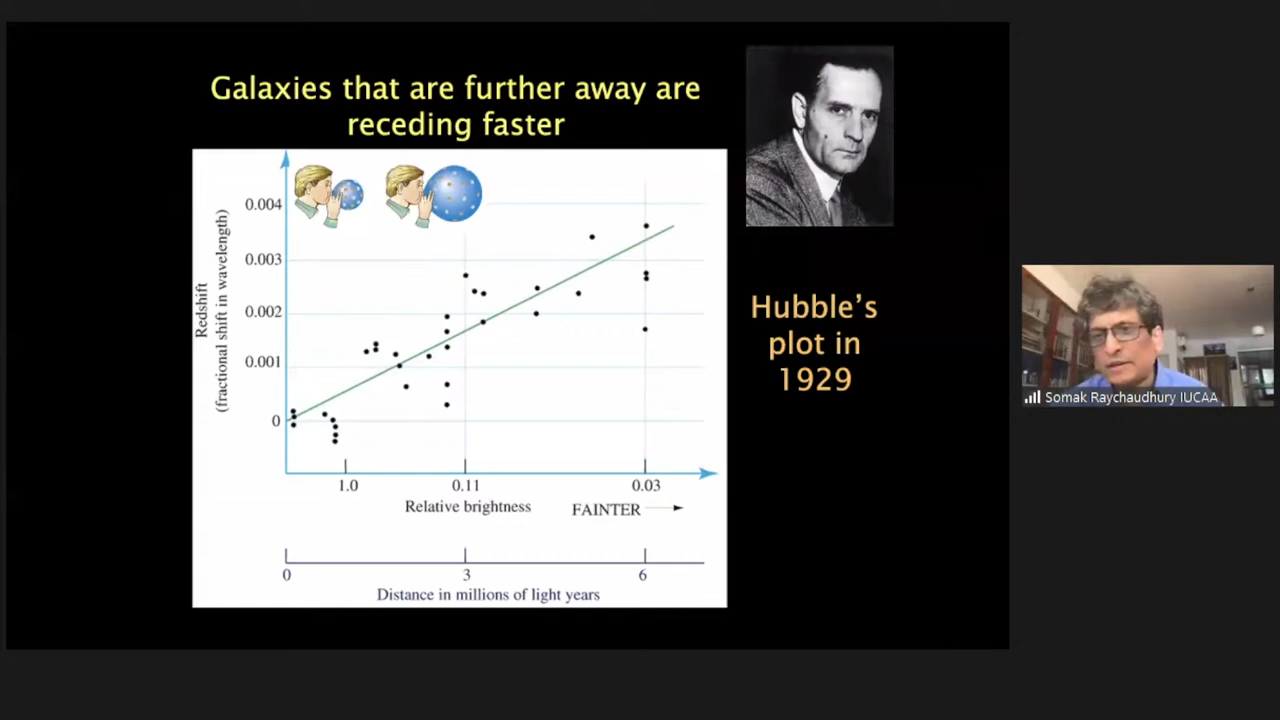 Galaxies that are further away are
receding faster
Redshift
(fractional shift in wavelength)
0.004
0.003
0.002
0.001
0
1.0
0.11
0.03
Relative brightness
FAINTER
0
3
6
Distance in millions of light years
Hubble’s
plot in
1929
Somak Raychaudhury IUCAA